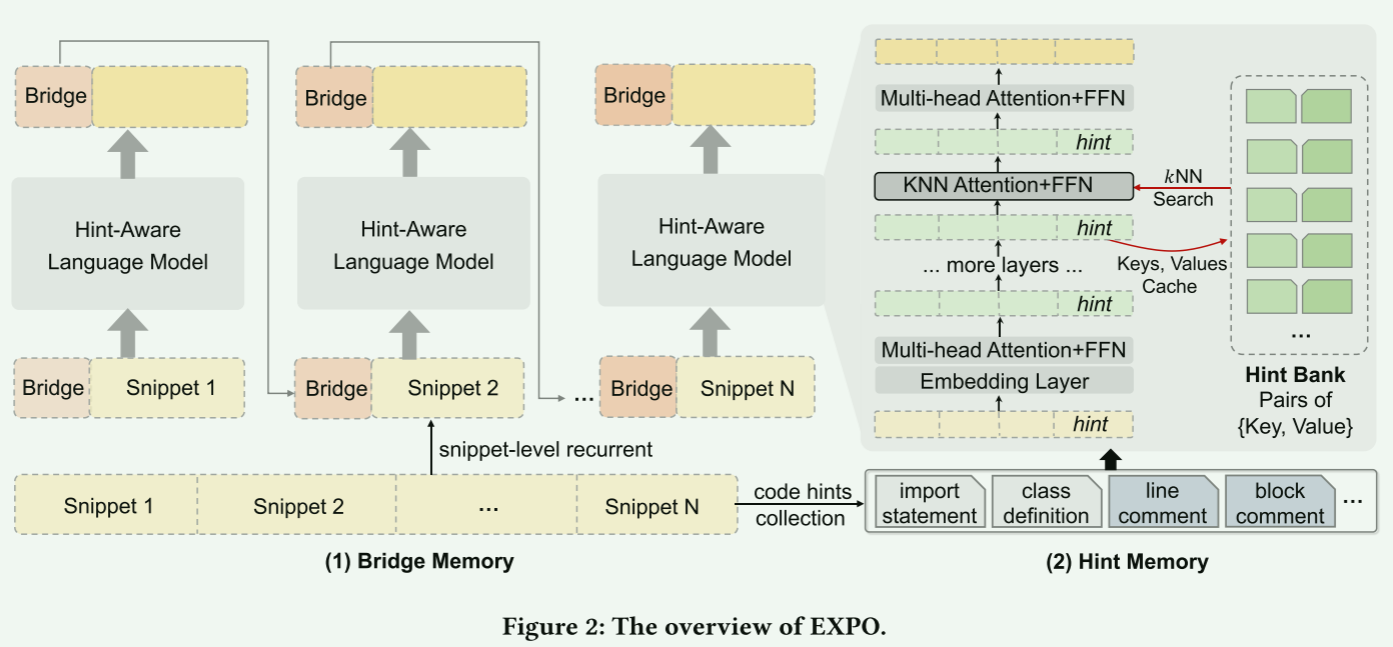 Bridge
Bridge
Bridge
Hint-Aware
Language Model
Hint-Aware
Language Model
Hint-Aware
Language Model
Bridge
Snippet 1
Bridge
Snippet 2
...
Bridge
Snippet N
snippet-level recurrent
Snippet 1
Snippet 2
...
Snippet N
(1) Bridge Memory
code hints
collection
Multi-head Attention+FFN
hint
KNN Attention+FFN
hint
... more layers ...
hint
Multi-head Attention+FFN
Embedding Layer
hint
kNN
Search
Keys, Values
Cache
...
Hint Bank
Pairs of
{Key, Value}
import
statement
class
definition
line
comment
block
comment
...
(2) Hint Memory
Figure 2: The overview of EXPO.